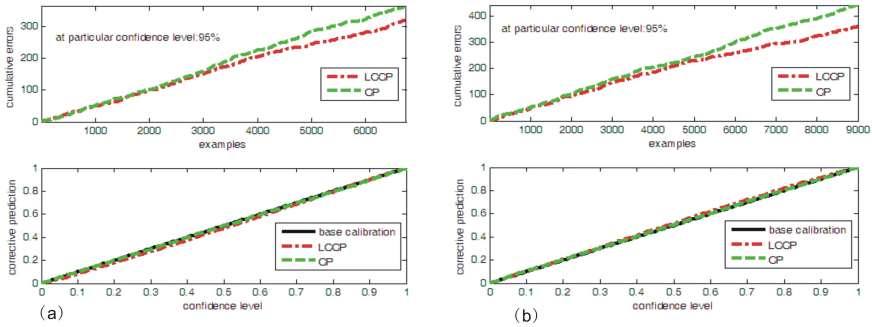 at particular confidence level:95%
cumulative errors
300
200
100
0
LCCP
CP
1000 2000 3000 4000 5000 6000
examples
at particular confidence level:95%
cumulative errors
400
300
200
100
0
LCCP
CP
1000 2000 3000 4000 5000 6000 7000 8000 9000
examples
corrective prediction
1
0.8
0.6
0.4
0.2
0
base calibration
LCCP
CP
0 0.1 0.2 0.3 0.4 0.5 0.6 0.7 0.8 0.9 1
(a) confidence level
corrective prediction
1
0.8
0.6
0.4
0.2
0
base calibration
LCCP
CP
0 0.1 0.2 0.3 0.4 0.5 0.6 0.7 0.8 0.9 1
(b) confidence level